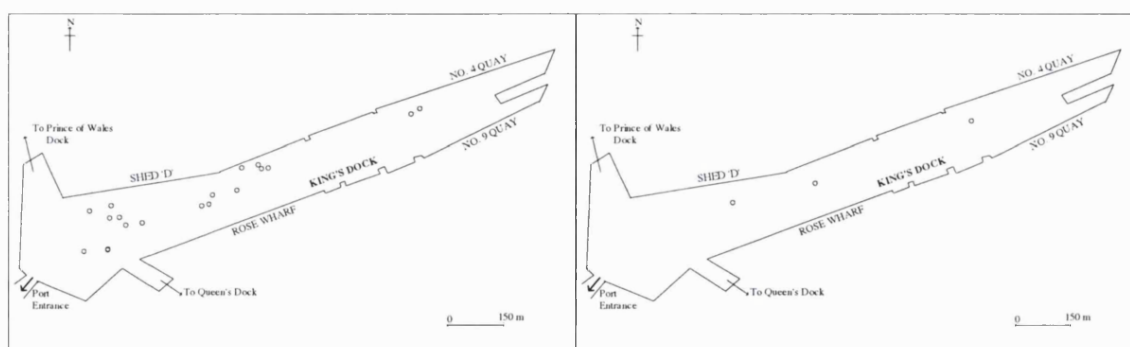 N
NO. 4 QUAY
To Prince of Wales
Dock
NO. 9 QUAY
SHED 'D'
KING'S DOCK
ROSE WHARF
Port
Entrance
To Queen's Dock
0 150 m
N
NO. 4 QUAY
To Prince of Wales
Dock
NO. 9 QUAY
SHED 'D'
KING'S DOCK
ROSE WHARF
Port
Entrance
To Queen's Dock
0 150 m